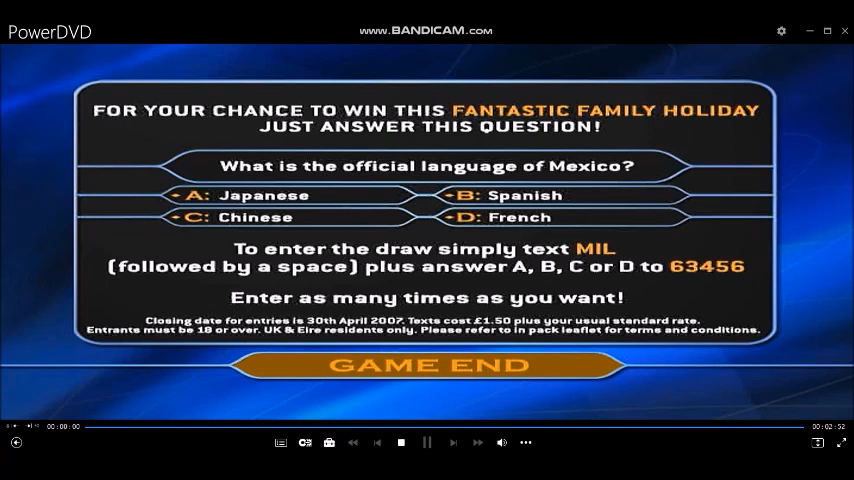 PowerDVD
www.BANDICAM.com
FOR YOUR CHANCE TO WIN THIS FANTASTIC FAMILY HOLIDAY
JUST ANSWER THIS QUESTION!
What is the official language of Mexico?
A: Japanese
B: Spanish
C: Chinese
D: French
To enter the draw simply text MIL
(followed by a space) plus answer A, B, C or D to 63456
Enter as many times as you want!
Closing date for entries is 30th April 2007. Texts cost £1.50 plus your usual standard rate.
Entrants must be 18 or over. UK & Eire residents only. Please refer to in pack leaflet for terms and conditions.
GAME END
00:00:00
00:02:52